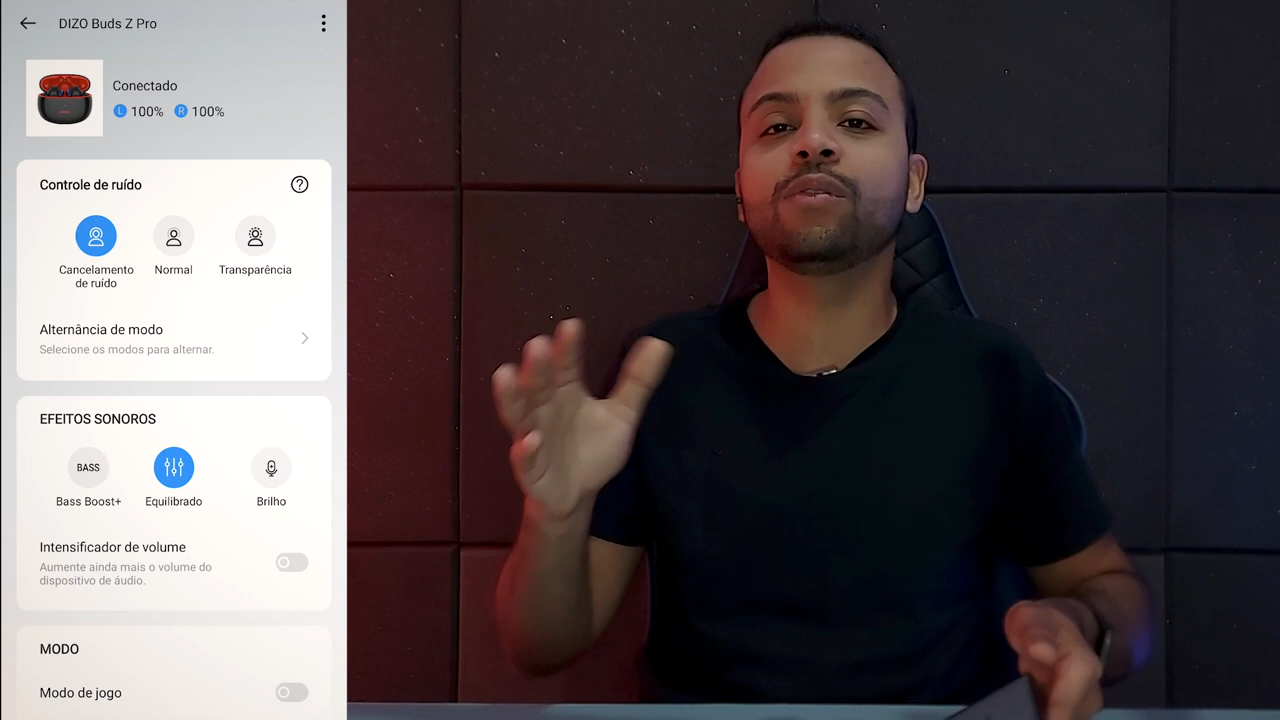 DIZO Buds Z Pro
Conectado
L 100% R 100%
Controle de ruído
Cancelamento
de ruído
Normal
Transparência
Alternância de modo
Selecione os modos para alternar.
EFEITOS SONOROS
BASS
Bass Boost+
Equilibrado
Brilho
Intensificador de volume
Aumente ainda mais o volume do
dispositivo de áudio.
MODO
Modo de jogo